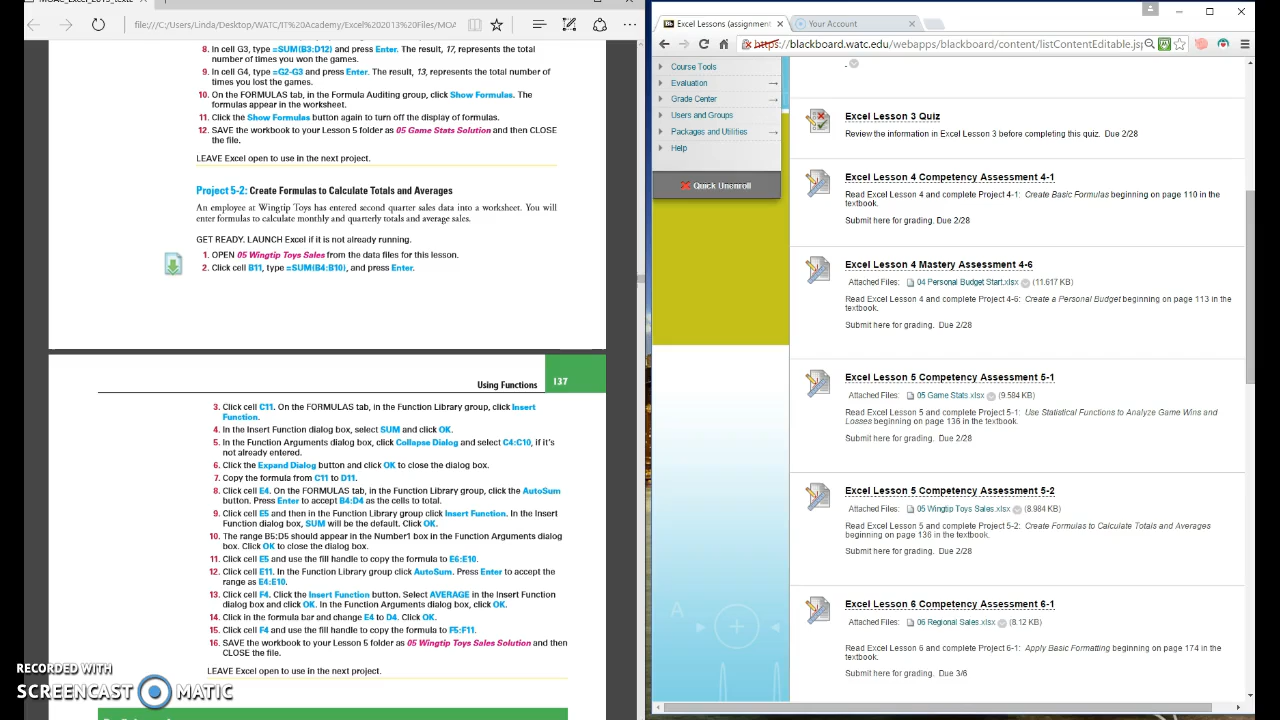 file:///C:/Users/Linda/Desktop/WATC/IT%20Academy/Excel%202013%20Files/MOA
8. In cell G3, type =SUM(B3:D12) and press Enter. The result, 17, represents the total
number of times you won the games.
9. In cell G4, type =G2-G3 and press Enter. The result, 13, represents the total number of
times you lost the games.
10. On the FORMULAS tab, in the Formula Auditing group, click Show Formulas. The
formulas appear in the worksheet.
11. Click the Show Formulas button again to turn off the display of formulas.
12. SAVE the workbook to your Lesson 5 folder as 05 Game Stats Solution and then CLOSE
the file.
LEAVE Excel open to use in the next project.
Project 5-2: Create Formulas to Calculate Totals and Averages
An employee at Wingtip Toys has entered second quarter sales data into a worksheet. You will
enter formulas to calculate monthly and quarterly totals and average sales.
GET READY. LAUNCH Excel if it is not already running.
1. OPEN 05 Wingtip Toys Sales from the data files for this lesson.
2. Click cell B11, type =SUM(B4:B10), and press Enter.
Using Functions 137
3. Click cell C11. On the FORMULAS tab, in the Function Library group, click Insert
Function.
4. In the Insert Function dialog box, select SUM and click OK.
5. In the Function Arguments dialog box, click Collapse Dialog and select C4:C10, if it's
not already entered.
6. Click the Expand Dialog button and click OK to close the dialog box.
7. Copy the formula from C11 to D11.
8. Click cell E4. On the FORMULAS tab, in the Function Library group, click the AutoSum
button. Press Enter to accept B4:D4 as the cells to total.
9. Click cell E5 and then in the Function Library group click Insert Function. In the Insert
Function dialog box, SUM will be the default. Click OK.
10. The range B5:D5 should appear in the Number1 box in the Function Arguments dialog
box. Click OK to close the dialog box.
11. Click cell E5 and use the fill handle to copy the formula to E6:E10.
12. Click cell E11. In the Function Library group click AutoSum. Press Enter to accept the
range as E4:E10.
13. Click cell F4. Click the Insert Function button. Select AVERAGE in the Insert Function
dialog box and click OK. In the Function Arguments dialog box, click OK.
14. Click in the formula bar and change E4 to D4. Click OK.
15. Click cell F4 and use the fill handle to copy the formula to F5:F11.
16. SAVE the workbook to your Lesson 5 folder as 05 Wingtip Toys Sales Solution and then
CLOSE the file.
LEAVE Excel open to use in the next project.
RECORDED WITH
SCREENCAST MATIC
Excel Lessons (assignment
Your Account
https://blackboard.watc.edu/webapps/blackboard/content/listContentEditable.jsp
Course Tools
Evaluation
Grade Center
Users and Groups
Packages and Utilities
Help
Quick Unenroll
Excel Lesson 3 Quiz
Review the information in Excel Lesson 3 before completing this quiz. Due 2/28
Excel Lesson 4 Competency Assessment 4-1
Read Excel Lesson 4 and complete Project 4-1: Create Basic Formulas beginning on page 110 in the
textbook.
Submit here for grading. Due 2/28
Excel Lesson 4 Mastery Assessment 4-6
Attached Files: 04 Personal Budget Start.xlsx (11.617 KB)
Read Excel Lesson 4 and complete Project 4-6: Create a Personal Budget beginning on page 113 in the
textbook.
Submit here for grading. Due 2/28
Excel Lesson 5 Competency Assessment 5-1
Attached Files: 05 Game Stats.xlsx (9.584 KB)
Read Excel Lesson 5 and complete Project 5-1: Use Statistical Functions to Analyze Game Wins and
Losses beginning on page 136 in the textbook.
Submit here for grading. Due 2/28
Excel Lesson 5 Competency Assessment 5-2
Attached Files: 05 Wingtip Toys Sales.xlsx (8.984 KB)
Read Excel Lesson 5 and complete Project 5-2: Create Formulas to Calculate Totals and Averages
beginning on page 136 in the textbook.
Submit here for grading. Due 2/28
Excel Lesson 6 Competency Assessment 6-1
Attached Files: 06 Regional Sales.xlsx (8.12 KB)
Read Excel Lesson 6 and complete Project 6-1: Apply Basic Formatting beginning on page 174 in the
textbook.
Submit here for grading. Due 3/6